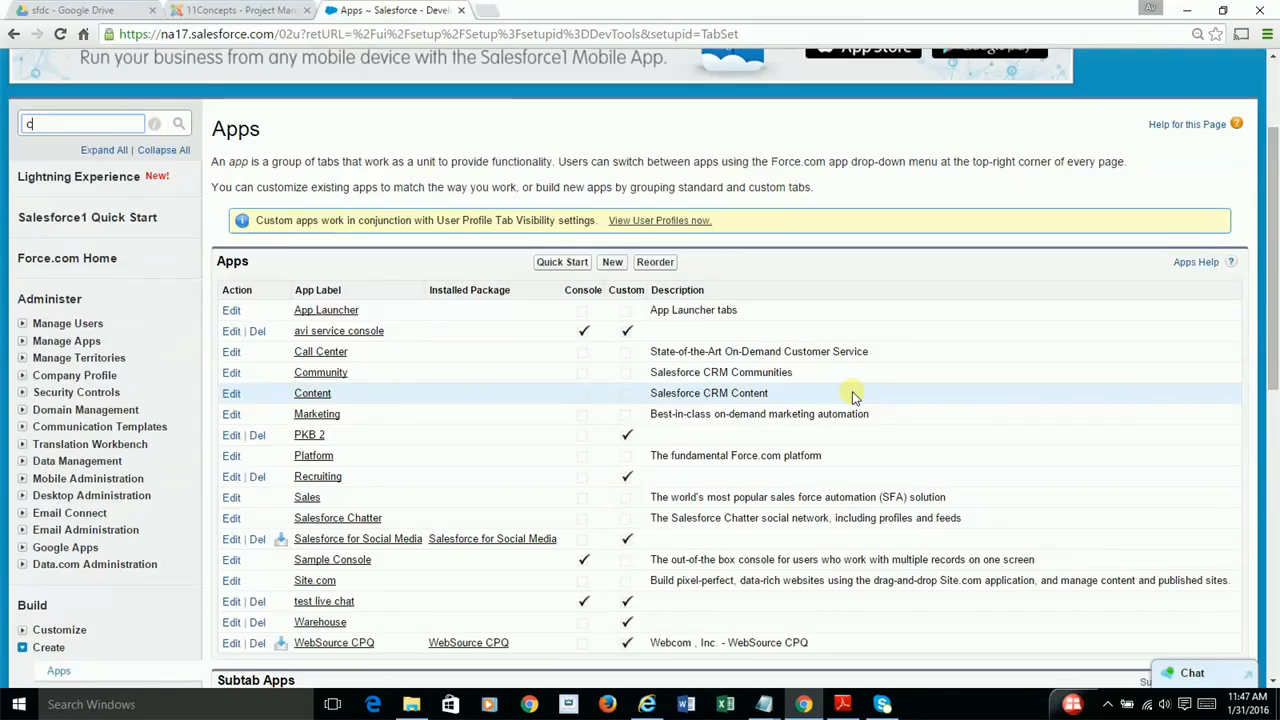 sfdc - Google Drive
11Concepts - Project Man
Apps ~ Salesforce - Devel
Av
https://na17.salesforce.com/02u?retURL=%2Fui%2Fsetup%2FSetup%3Fsetupid%3DDevTools&setupid=TabSet
Run your business from any mobile device with the Salesforce1 Mobile App.
App Store
c
Expand All | Collapse All
Lightning Experience New!
Salesforce1 Quick Start
Force.com Home
Administer
Manage Users
Manage Apps
Manage Territories
Company Profile
Security Controls
Domain Management
Communication Templates
Translation Workbench
Data Management
Mobile Administration
Desktop Administration
Email Connect
Email Administration
Google Apps
Data.com Administration
Build
Customize
Create
Apps
Apps
Help for this Page
An app is a group of tabs that work as a unit to provide functionality. Users can switch between apps using the Force.com app drop-down menu at the top-right corner of every page.
You can customize existing apps to match the way you work, or build new apps by grouping standard and custom tabs.
Custom apps work in conjunction with User Profile Tab Visibility settings. View User Profiles now.
Apps Quick Start New Reorder Apps Help ?
Action App Label Installed Package Console Custom Description
Edit App Launcher App Launcher tabs
Edit | Del avi service console
Edit Call Center State-of-the-Art On-Demand Customer Service
Edit Community Salesforce CRM Communities
Edit Content Salesforce CRM Content
Edit Marketing Best-in-class on-demand marketing automation
Edit | Del PKB 2
Edit Platform The fundamental Force.com platform
Edit | Del Recruiting
Edit Sales The world's most popular sales force automation (SFA) solution
Edit Salesforce Chatter The Salesforce Chatter social network, including profiles and feeds
Edit | Del Salesforce for Social Media Salesforce for Social Media
Edit Sample Console The out-of-the box console for users who work with multiple records on one screen
Edit Site.com Build pixel-perfect, data-rich websites using the drag-and-drop Site.com application, and manage content and published sites.
Edit | Del test live chat
Edit | Del Warehouse
Edit | Del WebSource CPQ WebSource CPQ Webcom , Inc. - WebSource CPQ
Subtab Apps
Chat
Search Windows
11:47 AM
1/31/2016